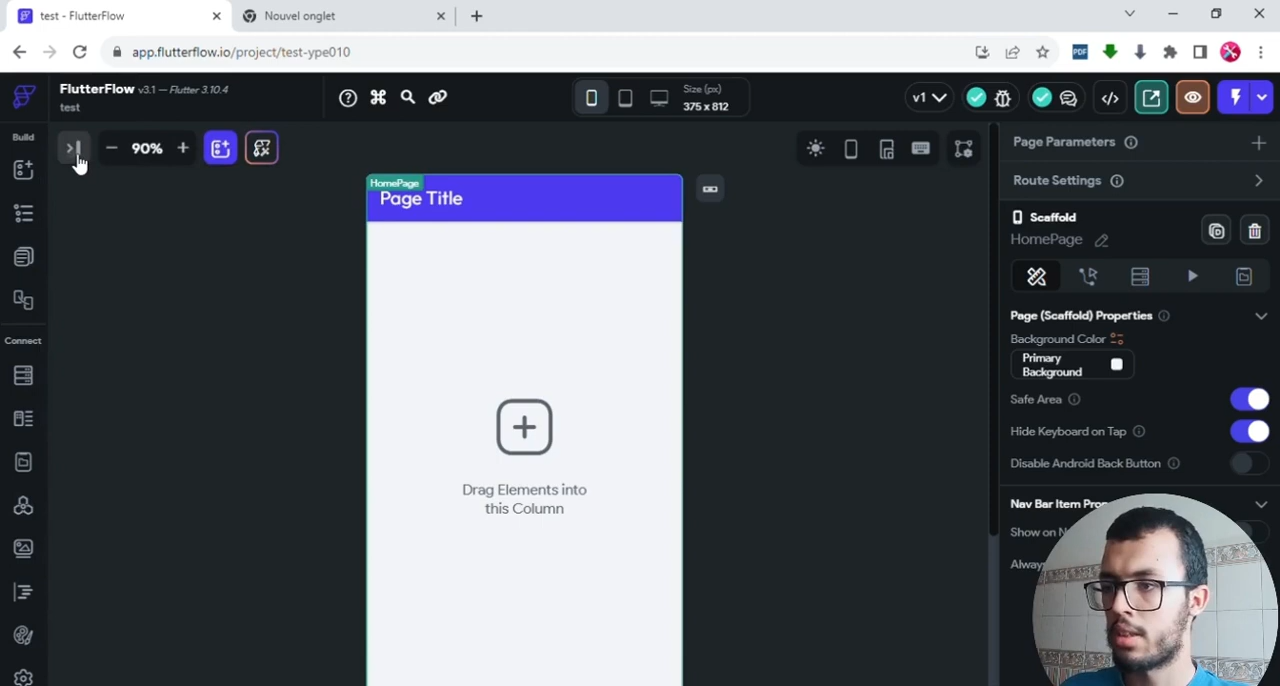 test - FlutterFlow
Nouvel onglet
app.flutterflow.io/project/test-ype010
PDF
FlutterFlow v3.1 – Flutter 3.10.4
test
Size (px)
375 x 812
v1
Build
90%
Page Parameters
Route Settings
HomePage
Page Title
Scaffold
HomePage
Page (Scaffold) Properties
Background Color
Primary
Background
Connect
Safe Area
Hide Keyboard on Tap
Disable Android Back Button
Drag Elements into
this Column
Nav Bar Item
Show on